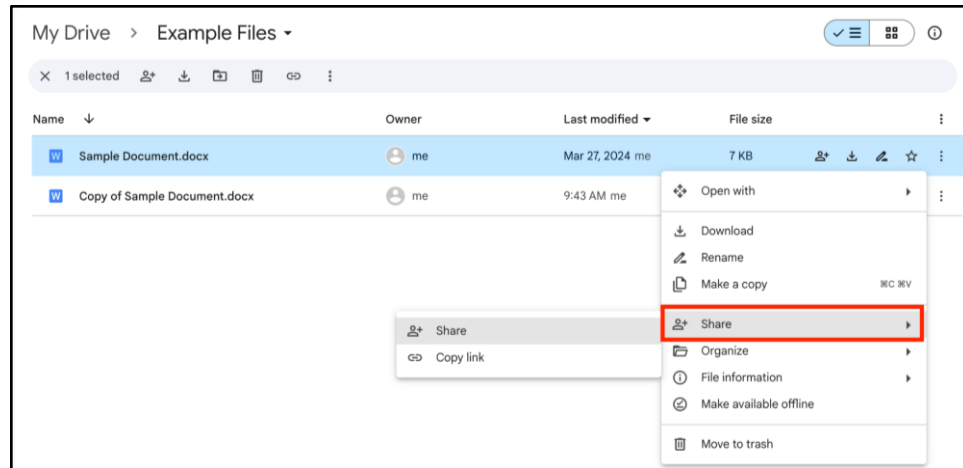 My Drive > Example Files
1 selected
Name Owner Last modified File size
W Sample Document.docx me Mar 27, 2024 me 7 KB
W Copy of Sample Document.docx me 9:43 AM me
Open with
Download
Rename
Make a copy ⌘C ⌘V
Share
Organize
File information
Make available offline
Move to trash
Share
Copy link